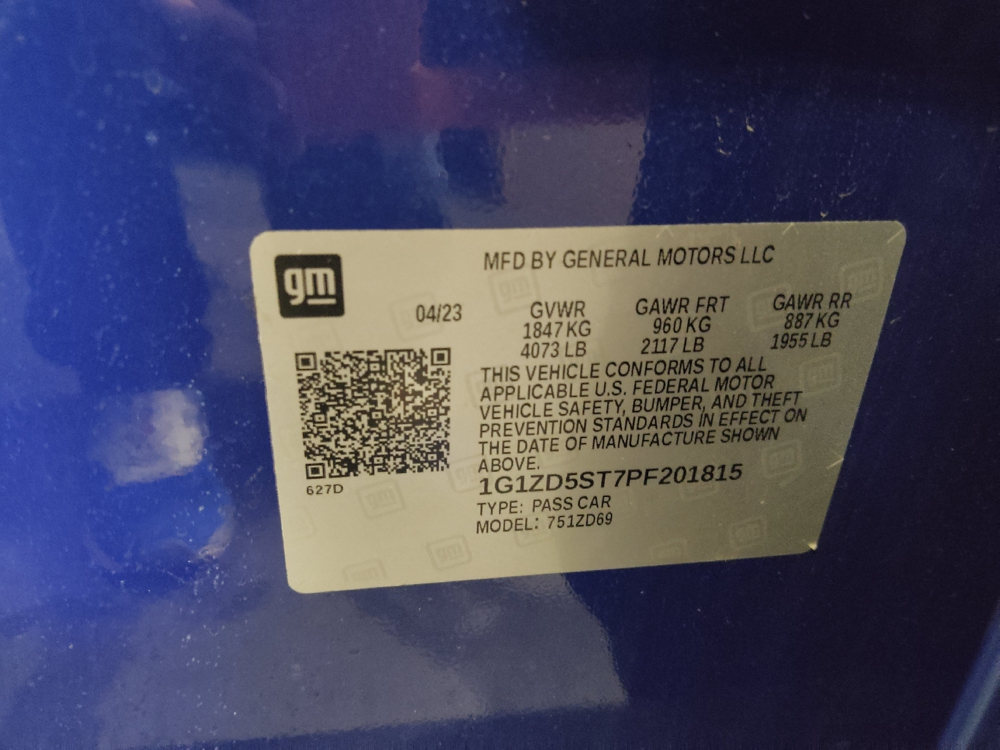 gm
MFD BY GENERAL MOTORS LLC
04/23 GVWR GAWR FRT GAWR RR
1847 KG 960 KG 887 KG
4073 LB 2117 LB 1955 LB
THIS VEHICLE CONFORMS TO ALL
APPLICABLE U.S. FEDERAL MOTOR
VEHICLE SAFETY, BUMPER, AND THEFT
PREVENTION STANDARDS IN EFFECT ON
THE DATE OF MANUFACTURE SHOWN
ABOVE.
627D
1G1ZD5ST7PF201815
TYPE: PASS CAR
MODEL: 751ZD69